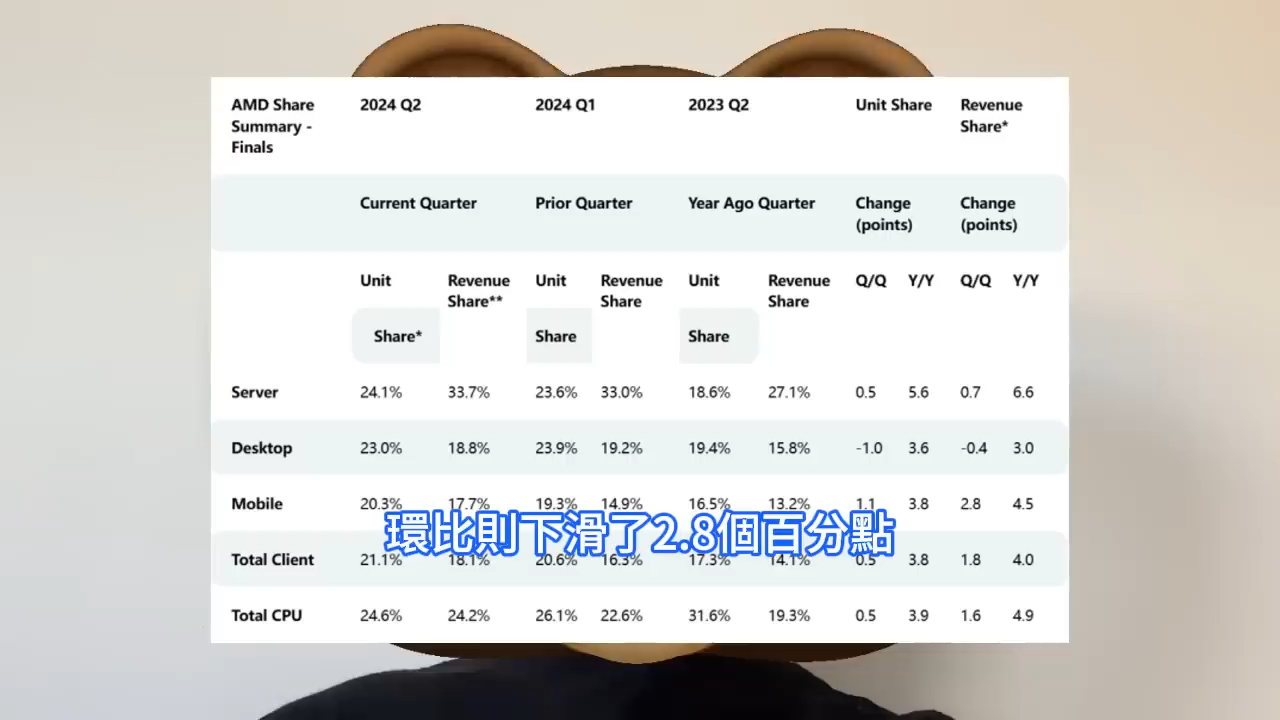 AMD Share Summary - Finals 2024 Q2 2024 Q1 2023 Q2 Unit Share Revenue Share*
Current Quarter Prior Quarter Year Ago Quarter Change (points) Change (points)
Unit Share* Revenue Share** Unit Share Revenue Share Unit Share Revenue Share Q/Q Y/Y Q/Q Y/Y
Server 24.1% 33.7% 23.6% 33.0% 18.6% 27.1% 0.5 5.6 0.7 6.6
Desktop 23.0% 18.8% 23.9% 19.2% 19.4% 15.8% -1.0 3.6 -0.4 3.0
Mobile 20.3% 17.7% 19.3% 14.9% 16.5% 13.2% 1.1 3.8 2.8 4.5
環比則下滑了2.8個百分點
Total Client 21.1% 18.1% 20.6% 16.3% 17.3% 14.1% 0.5 3.8 1.8 4.0
Total CPU 24.6% 24.2% 26.1% 22.6% 31.6% 19.3% 0.5 3.9 1.6 4.9